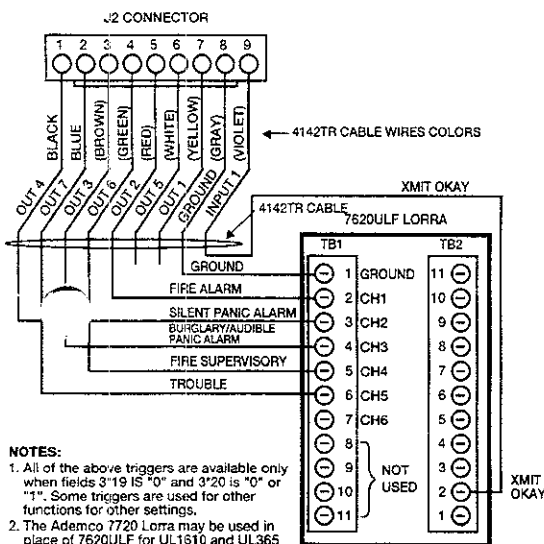 J2 CONNECTOR
1 2 3 4 5 6 7 8 9
BLACK
BLUE
(BROWN)
(GREEN)
(RED)
(WHITE)
(YELLOW)
(GRAY)
(VIOLET)
4142TR CABLE WIRES COLORS
OUT 4
OUT 7
OUT 3
OUT 6
OUT 2
OUT 5
OUT 1
GROUND
INPUT 1
XMIT OKAY
4142TR CABLE
7620ULF LORRA
TB1 TB2
GROUND 1 GROUND 11
FIRE ALARM 2 CH1 10
SILENT PANIC ALARM 3 CH2 9
BURGLARY/AUDIBLE
PANIC ALARM 4 CH3 8
FIRE SUPERVISORY 5 CH4 7
TROUBLE 6 CH5 6
7 CH6 5
8 4
9 NOT 3
10 USED 2
11 1
XMIT
OKAY
NOTES:
1. All of the above triggers are available only
when fields 3*19 IS "0" and 3*20 is "0" or
"1". Some triggers are used for other
functions for other settings.
2. The Ademco 7720 Lorra may be used in
place of 7620ULF for UL1610 and UL365